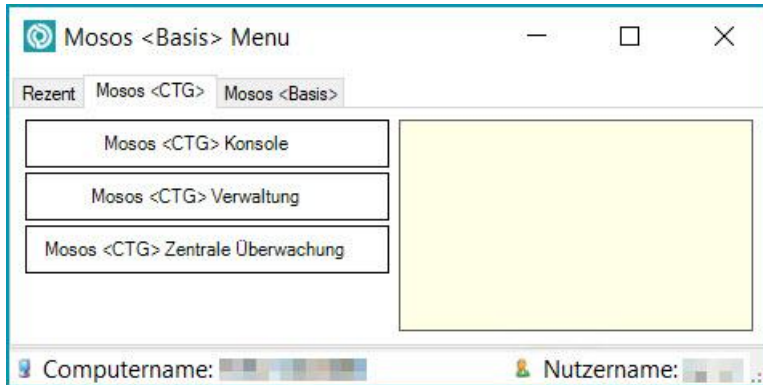 Mosos <Basis> Menu
Rezent Mosos <CTG> Mosos <Basis>
Mosos <CTG> Konsole
Mosos <CTG> Verwaltung
Mosos <CTG> Zentrale Überwachung
Computername: Nutzername: